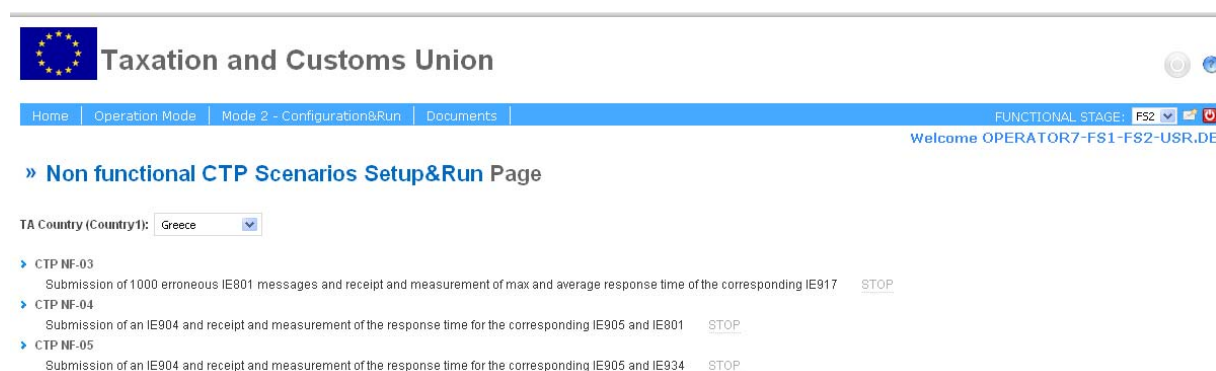 Taxation and Customs Union
Home Operation Mode Mode 2 - Configuration&Run Documents FUNCTIONAL STAGE: FS2
Welcome OPERATOR7-FS1-FS2-USR.DE
» Non functional CTP Scenarios Setup&Run Page
TA Country (Country1): Greece
CTP NF-03
Submission of 1000 erroneous IE801 messages and receipt and measurement of max and average response time of the corresponding IE917 STOP
CTP NF-04
Submission of an IE904 and receipt and measurement of the response time for the corresponding IE905 and IE801 STOP
CTP NF-05
Submission of an IE904 and receipt and measurement of the response time for the corresponding IE905 and IE934 STOP